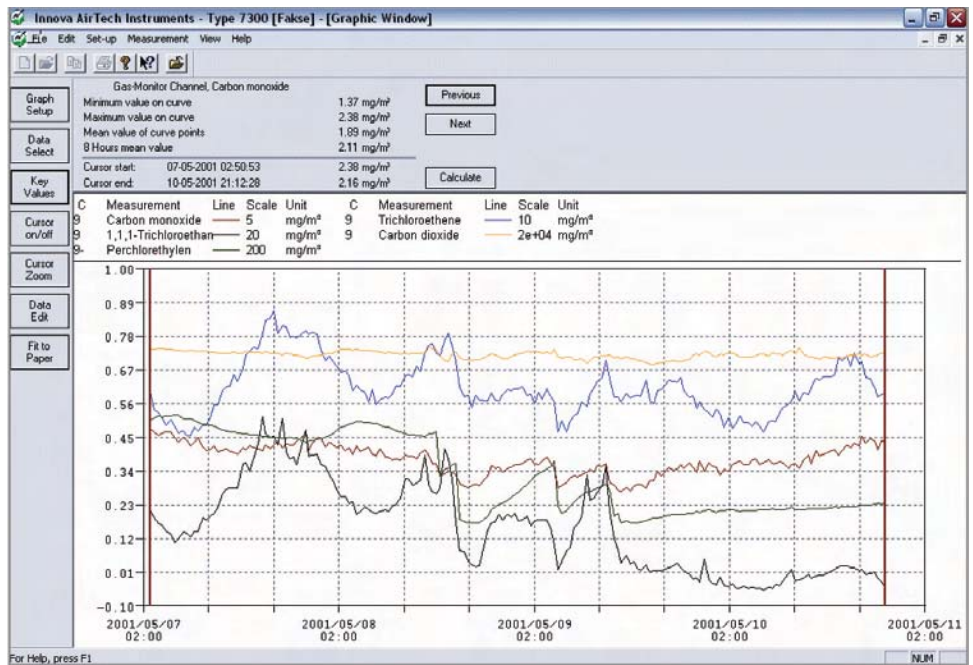 Innova AirTech Instruments - Type 7300 [Fakse] - [Graphic Window]
File Edit Set-up Measurement View Help
Graph Setup
Data Select
Key Values
Cursor on/off
Cursor Zoom
Data Edit
Fit to Paper
Gas-Monitor Channel, Carbon monoxide
Minimum value on curve 1.37 mg/m³
Maximum value on curve 2.38 mg/m³
Mean value of curve points 1.89 mg/m³
8 Hours mean value 2.11 mg/m³
Cursor start: 07-05-2001 02:50:53 2.38 mg/m³
Cursor end: 10-05-2001 21:12:28 2.16 mg/m³
Previous
Next
Calculate
C Measurement Line Scale Unit C Measurement Line Scale Unit
9 Carbon monoxide 5 mg/m³ 9 Trichloroethene 10 mg/m³
9 1,1,1-Trichloroethan 20 mg/m³ 9 Carbon dioxide 2e+04 mg/m³
9- Perchlorethylen 200 mg/m³
1.00
0.89
0.78
0.67
0.56
0.45
0.34
0.23
0.12
0.01
-0.10
2001/05/07 2001/05/08 2001/05/09 2001/05/10 2001/05/11
02:00 02:00 02:00 02:00 02:00
For Help, press F1 NUM